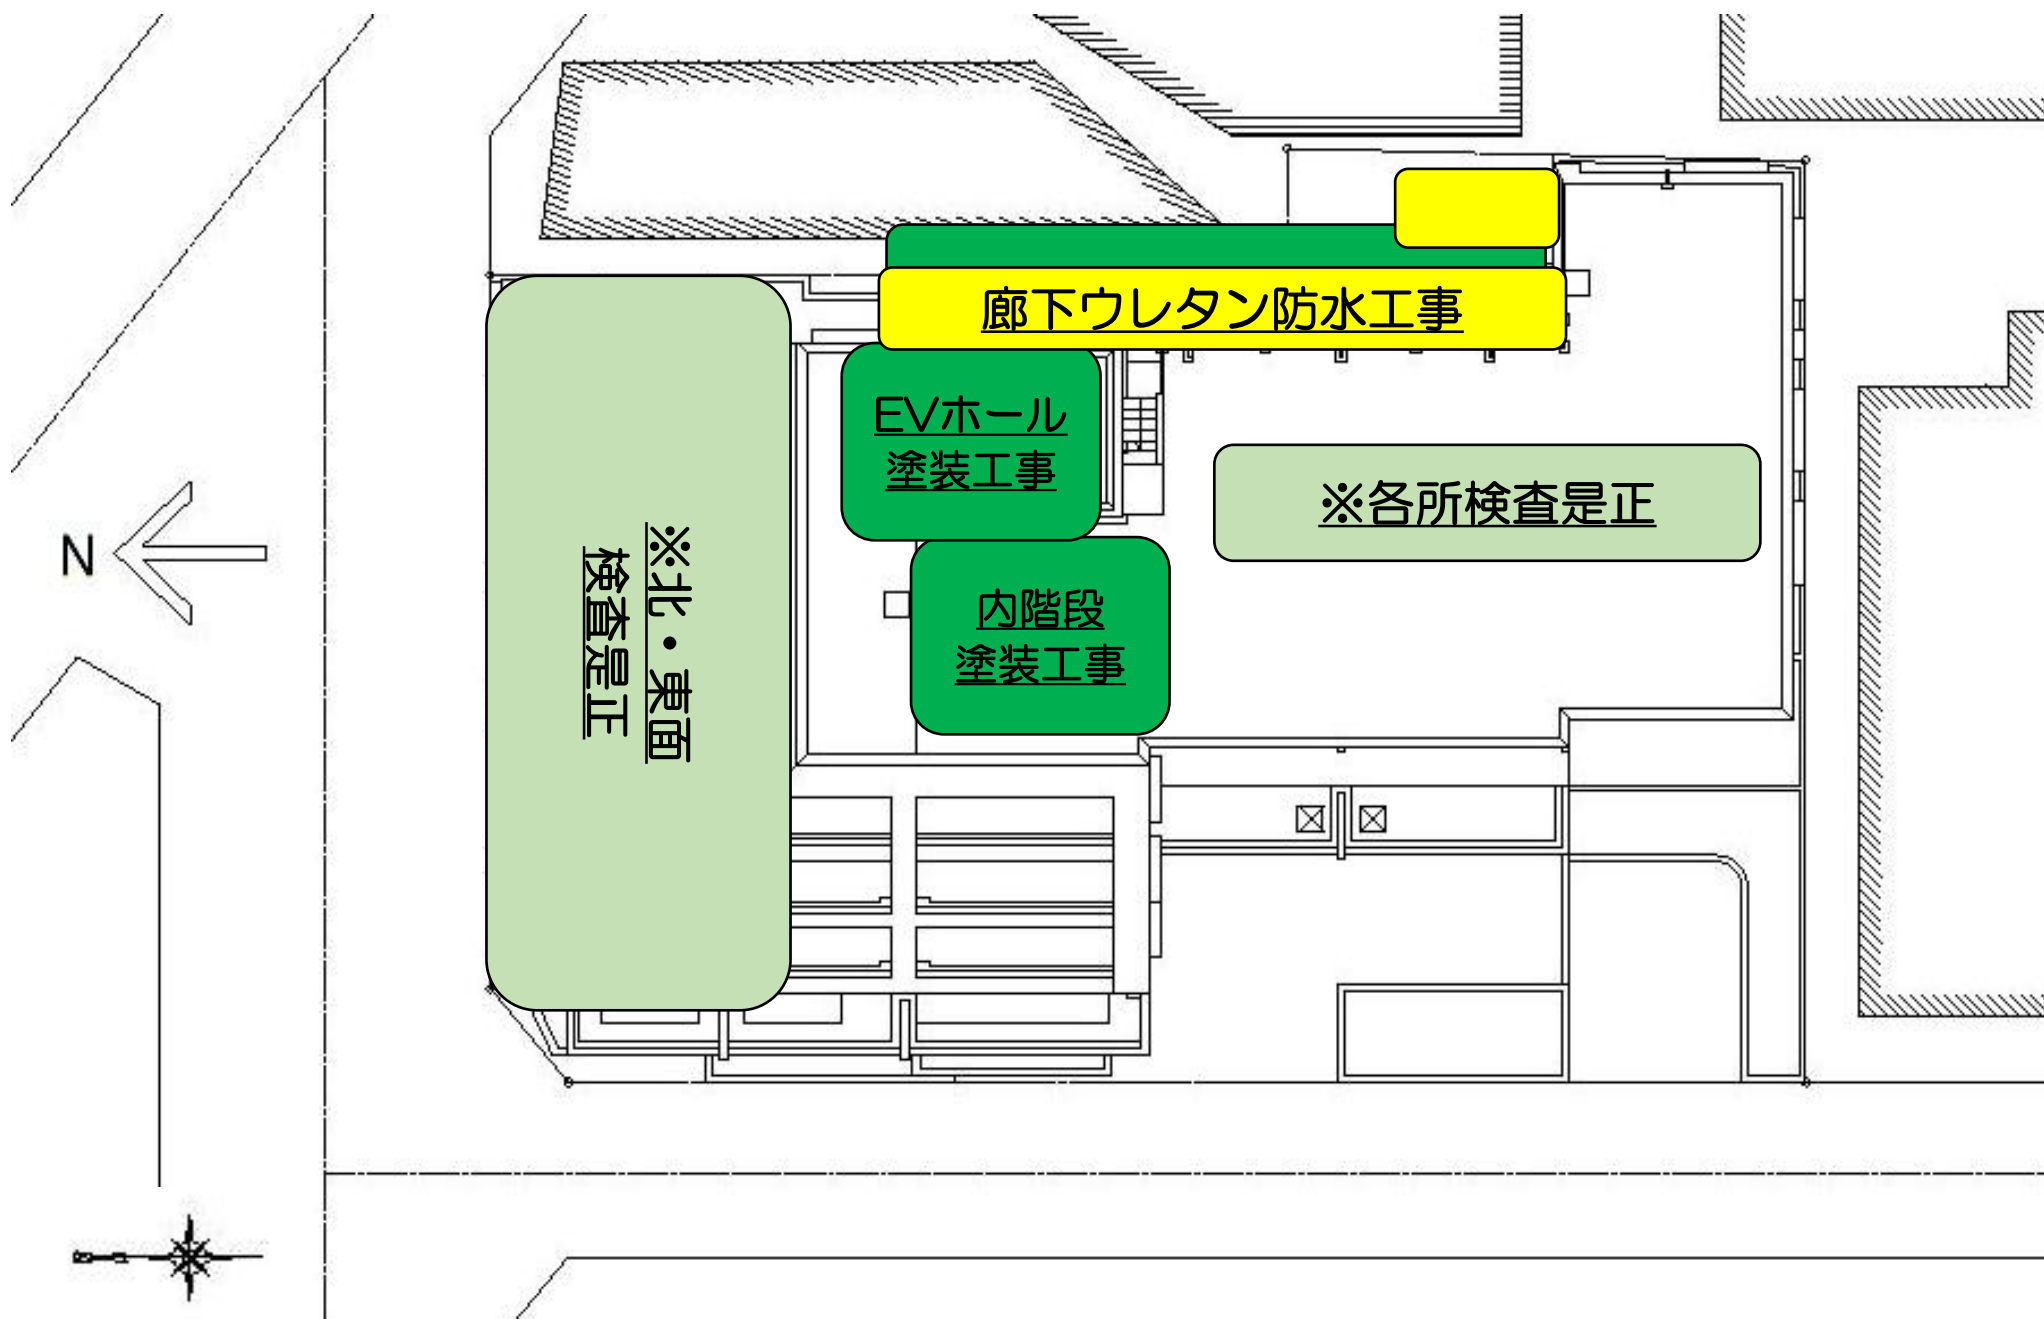 廊下ウレタン防水工事
EVホール
塗装工事
※各所検査是正
N
※北・東面
検査是正
内階段
塗装工事